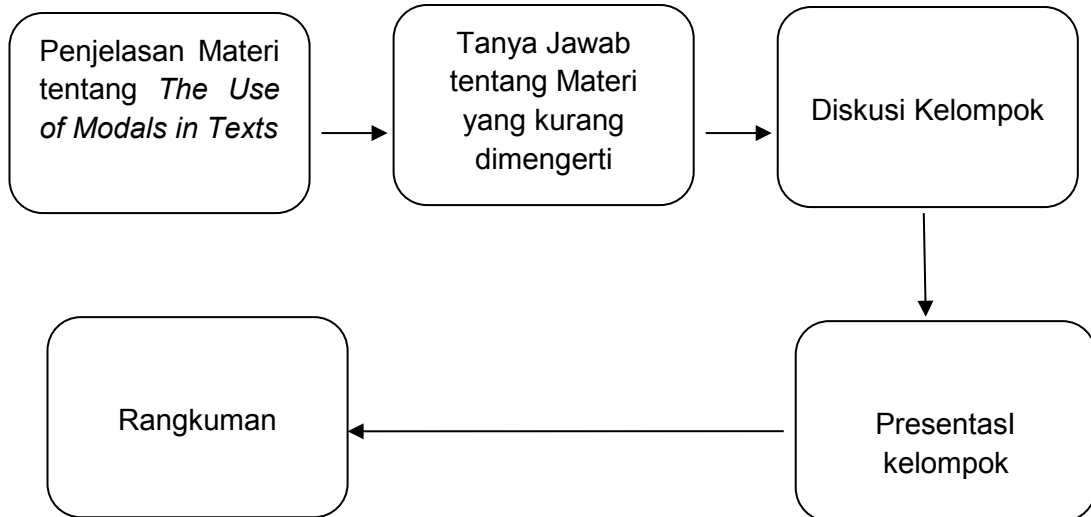 Penjelasan Materi
tentang The Use
of Modals in Texts
Tanya Jawab
tentang Materi
yang kurang
dimengerti
Diskusi Kelompok
PresentasI
kelompok
Rangkuman